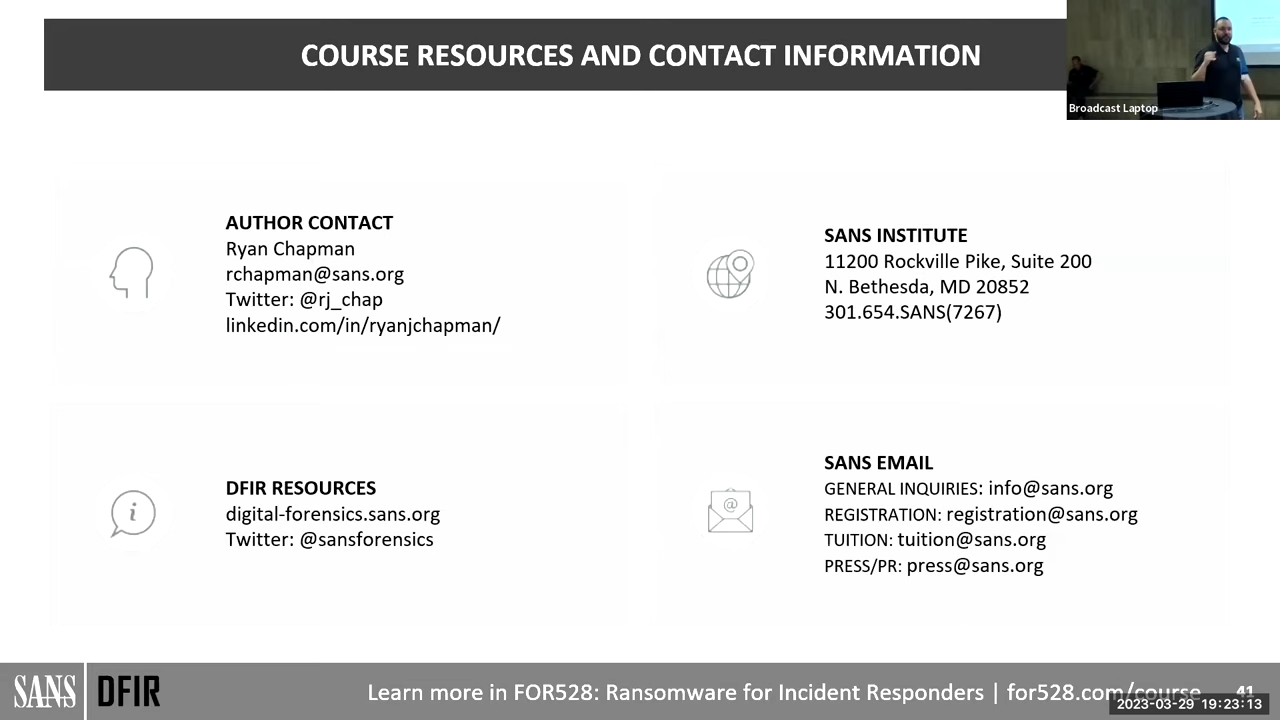 COURSE RESOURCES AND CONTACT INFORMATION
Broadcast Laptop
AUTHOR CONTACT
Ryan Chapman
rchapman@sans.org
Twitter: @rj_chap
linkedin.com/in/ryanjchapman/
SANS INSTITUTE
11200 Rockville Pike, Suite 200
N. Bethesda, MD 20852
301.654.SANS(7267)
DFIR RESOURCES
digital-forensics.sans.org
Twitter: @sansforensics
SANS EMAIL
GENERAL INQUIRIES: info@sans.org
REGISTRATION: registration@sans.org
TUITION: tuition@sans.org
PRESS/PR: press@sans.org
SANS DFIR
Learn more in FOR528: Ransomware for Incident Responders | for528.com/course 41
2023-03-29 19:23:13